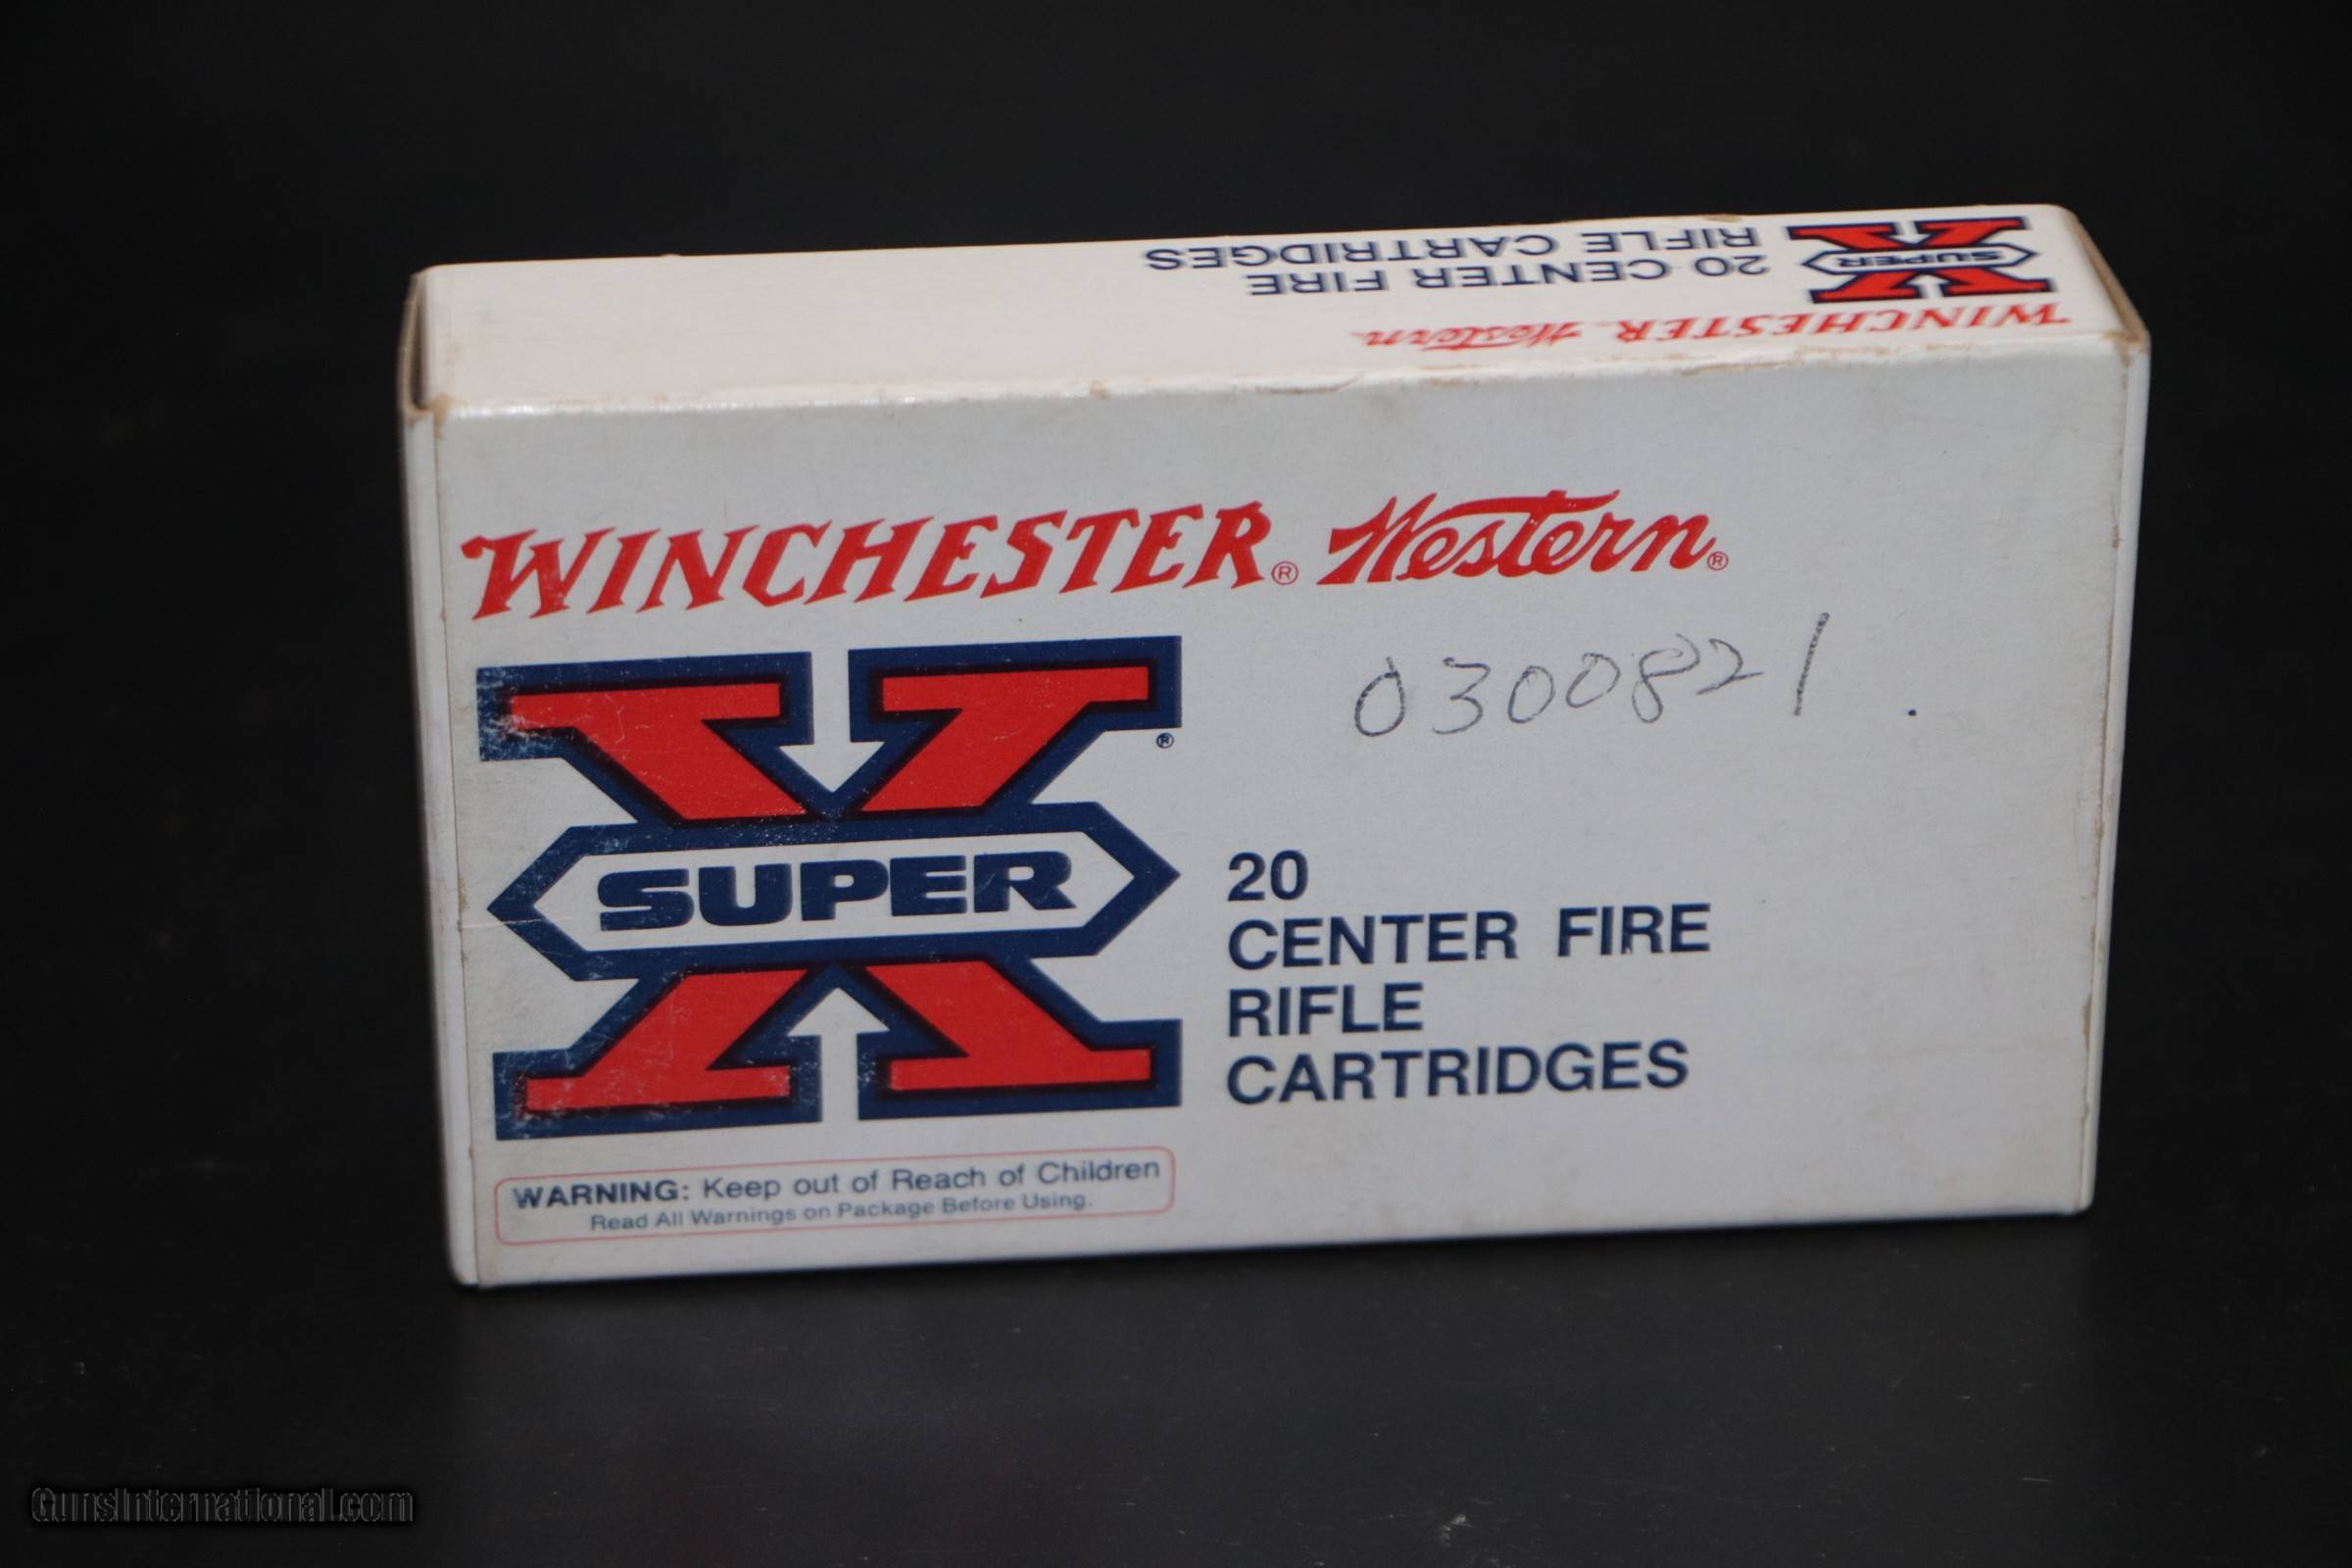 20 CENTER FIRE
RIFLE CARTRIDGES
SUPER X
WINCHESTER® Western®
WINCHESTER® Western®
0300821.
SUPER X®
20
CENTER FIRE
RIFLE
CARTRIDGES
WARNING: Keep out of Reach of Children
Read All Warnings on Package Before Using.
GunsInternational.com